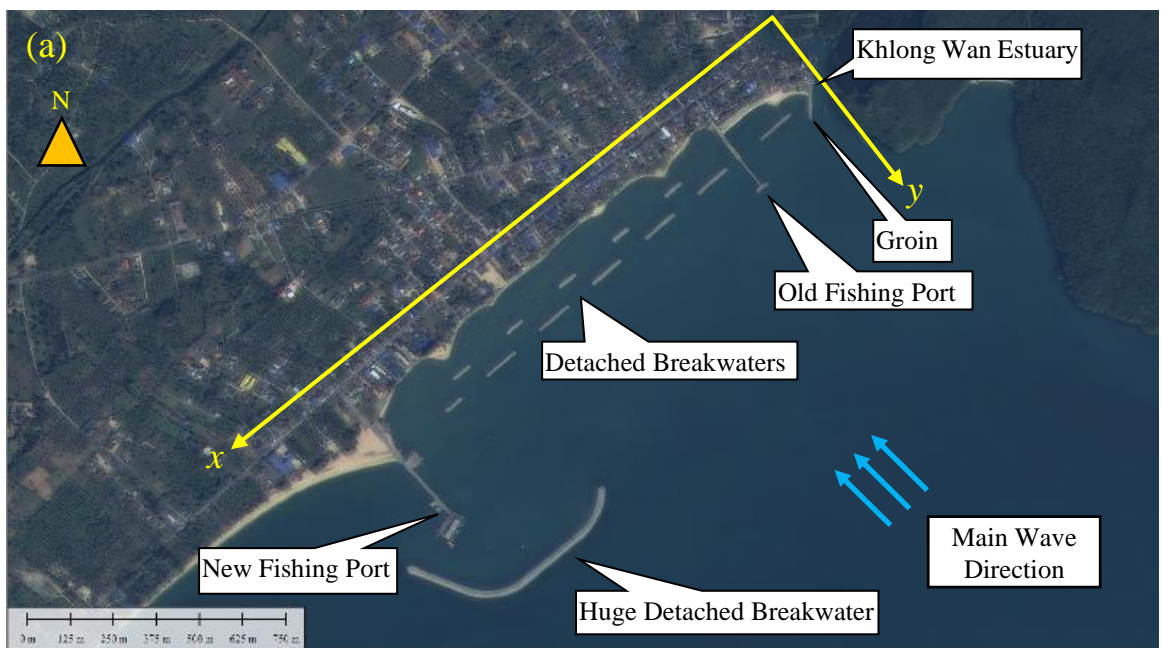 (a)
N
Khlong Wan Estuary
y
Groin
Old Fishing Port
Detached Breakwaters
x
New Fishing Port
Main Wave
Direction
Huge Detached Breakwater
0 m 125 m 250 m 375 m 500 m 625 m 750 m